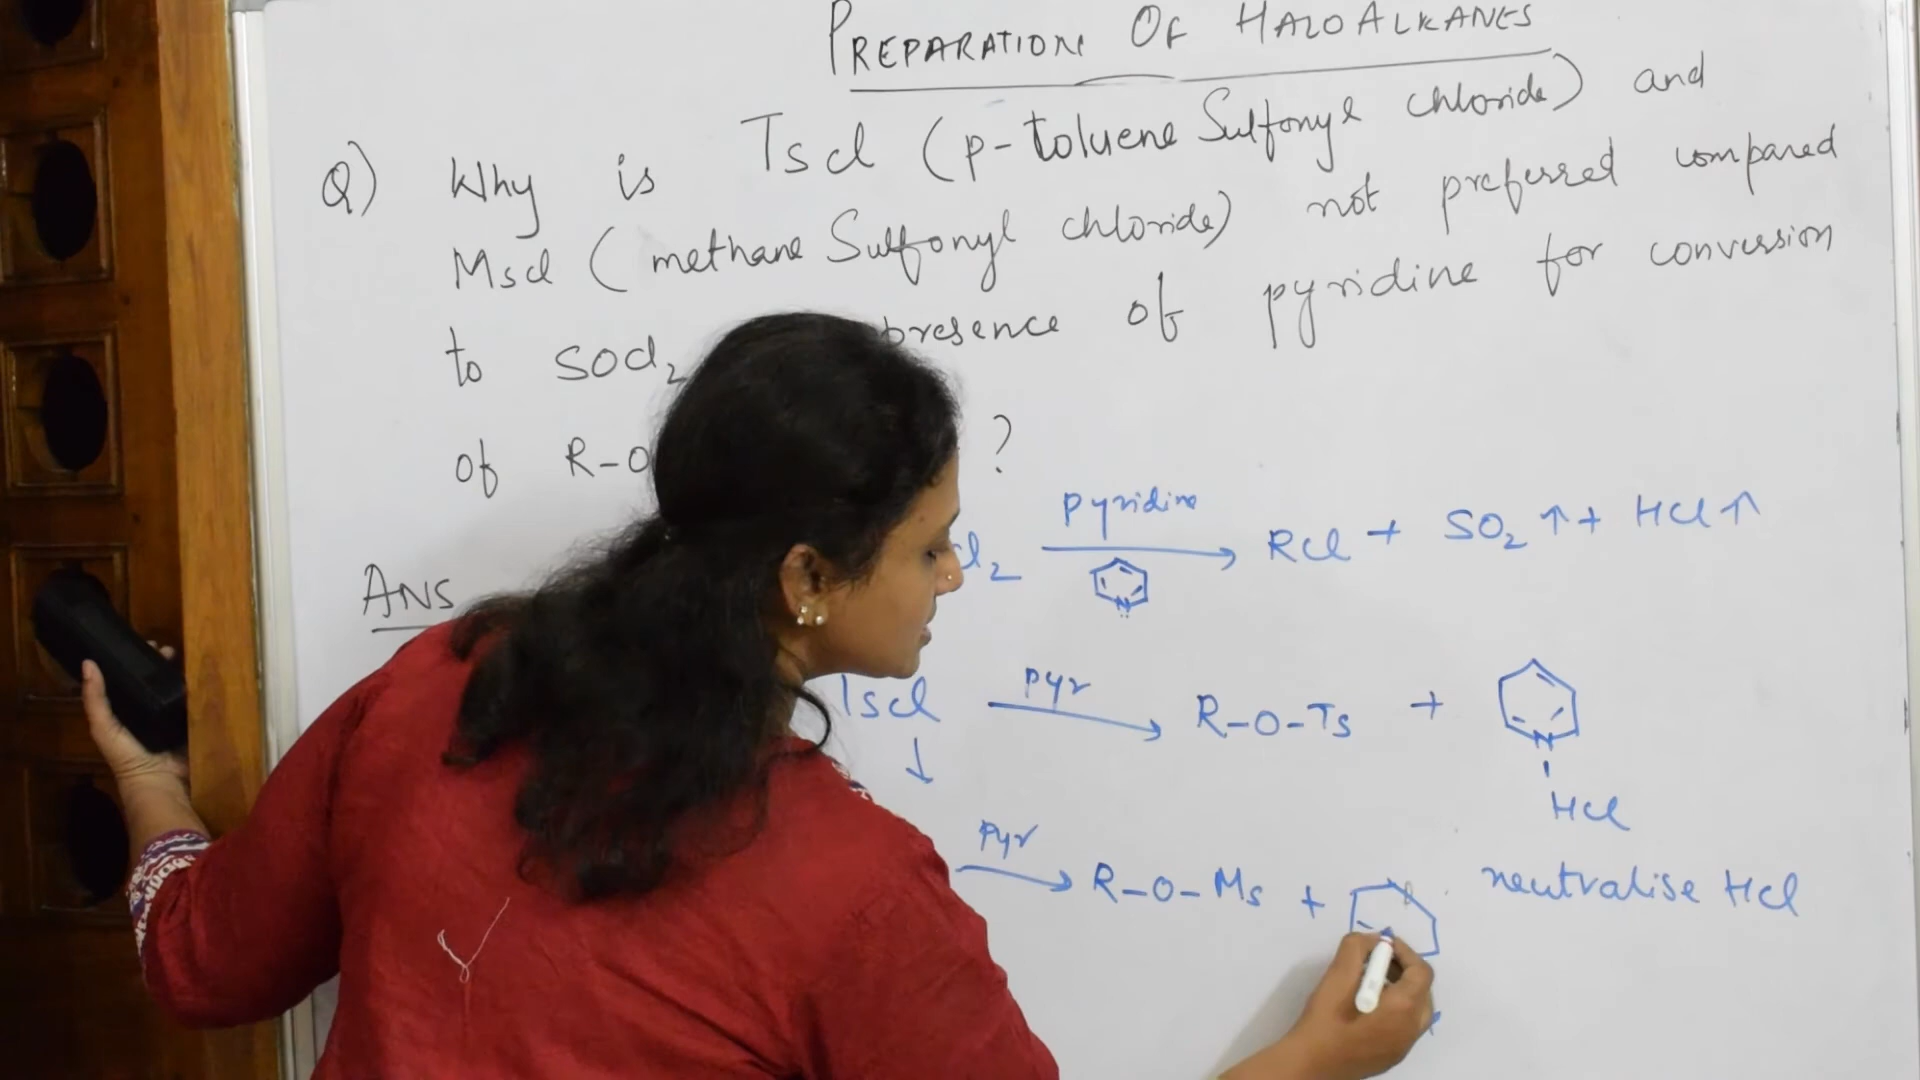 PREPARATION OF HALOALKANES
Q) Why is TsCl (p-toluene Sulfonyl chloride) and
MsCl (methane Sulfonyl chloride) not preferred compared
to SOCl₂ presence of pyridine for conversion
of R-O ?
ANS
Cl₂ pyridine → RCl + SO₂ ↑ + HCl ↑
N
TsCl pyr → R-O-Ts + N
↓
HCl
pyr → R-O-Ms +
neutralise HCl